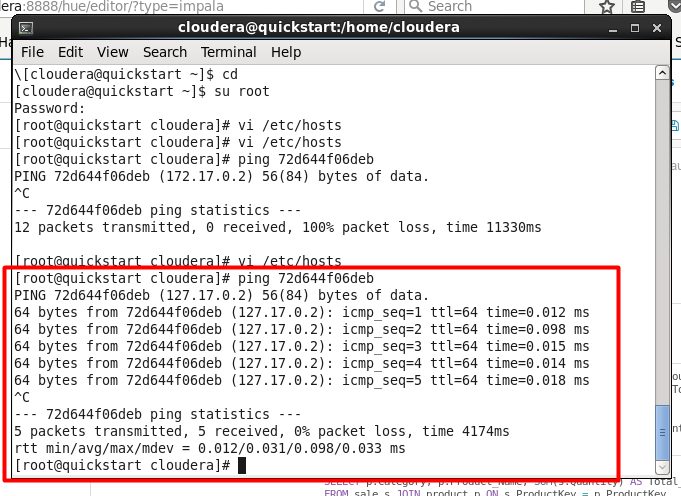 dera:8888/hue/editor/?type=impala
Search
cloudera@quickstart:/home/cloudera
File Edit View Search Terminal Help
\[cloudera@quickstart ~]$ cd
[cloudera@quickstart ~]$ su root
Password:
[root@quickstart cloudera]# vi /etc/hosts
[root@quickstart cloudera]# vi /etc/hosts
[root@quickstart cloudera]# ping 72d644f06deb
PING 72d644f06deb (172.17.0.2) 56(84) bytes of data.
^C
--- 72d644f06deb ping statistics ---
12 packets transmitted, 0 received, 100% packet loss, time 11330ms
[root@quickstart cloudera]# vi /etc/hosts
[root@quickstart cloudera]# ping 72d644f06deb
PING 72d644f06deb (127.17.0.2) 56(84) bytes of data.
64 bytes from 72d644f06deb (127.17.0.2): icmp_seq=1 ttl=64 time=0.012 ms
64 bytes from 72d644f06deb (127.17.0.2): icmp_seq=2 ttl=64 time=0.098 ms
64 bytes from 72d644f06deb (127.17.0.2): icmp_seq=3 ttl=64 time=0.015 ms
64 bytes from 72d644f06deb (127.17.0.2): icmp_seq=4 ttl=64 time=0.014 ms
64 bytes from 72d644f06deb (127.17.0.2): icmp_seq=5 ttl=64 time=0.018 ms
^C
--- 72d644f06deb ping statistics ---
5 packets transmitted, 5 received, 0% packet loss, time 4174ms
rtt min/avg/max/mdev = 0.012/0.031/0.098/0.033 ms
[root@quickstart cloudera]#
SELECT p.Category, p.Product_Name, SUM(s.Quantity) AS Total_
FROM sale s JOIN product p ON s.ProductKey = p.ProductKey